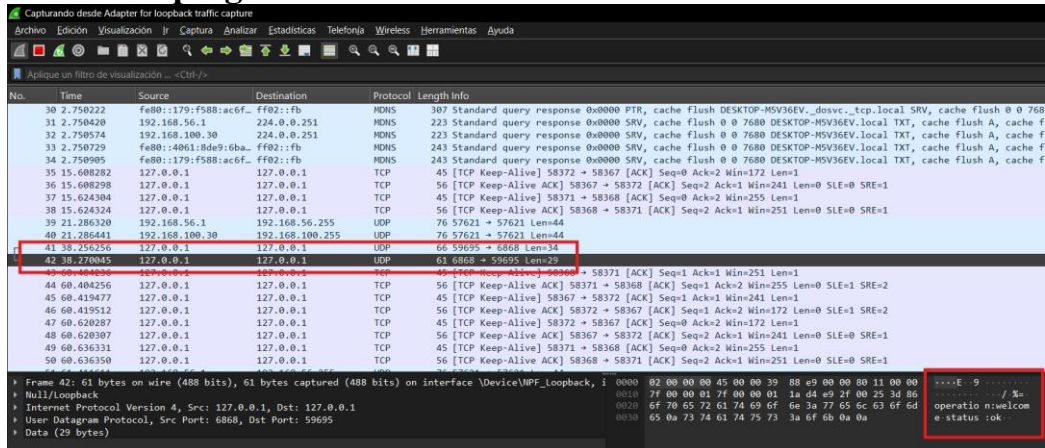 Capturando desde Adapter for loopback traffic capture
Archivo Edición Visualización Ir Captura Analizar Estadísticas Telefonía Wireless Herramientas Ayuda
Aplique un filtro de visualización ... <Ctrl-/>
No. Time Source Destination Protocol Length Info
30 2.750222 fe80::179:f588:ac6f… ff02::fb MDNS 307 Standard query response 0x0000 PTR, cache flush DESKTOP-M5V36EV._dosvc._tcp.local SRV, cache flush 0 0 768
31 2.750420 192.168.56.1 224.0.0.251 MDNS 223 Standard query response 0x0000 SRV, cache flush 0 0 7680 DESKTOP-M5V36EV.local TXT, cache flush A, cache f
32 2.750574 192.168.100.30 224.0.0.251 MDNS 223 Standard query response 0x0000 SRV, cache flush 0 0 7680 DESKTOP-M5V36EV.local TXT, cache flush A, cache f
33 2.750729 fe80::4061:8de9:6ba… ff02::fb MDNS 243 Standard query response 0x0000 SRV, cache flush 0 0 7680 DESKTOP-M5V36EV.local TXT, cache flush A, cache f
34 2.750905 fe80::179:f588:ac6f… ff02::fb MDNS 243 Standard query response 0x0000 SRV, cache flush 0 0 7680 DESKTOP-M5V36EV.local TXT, cache flush A, cache f
35 15.608282 127.0.0.1 127.0.0.1 TCP 45 [TCP Keep-Alive] 58372 → 58367 [ACK] Seq=0 Ack=2 Win=172 Len=1
36 15.608298 127.0.0.1 127.0.0.1 TCP 56 [TCP Keep-Alive ACK] 58367 → 58372 [ACK] Seq=2 Ack=1 Win=241 Len=0 SLE=0 SRE=1
37 15.624304 127.0.0.1 127.0.0.1 TCP 45 [TCP Keep-Alive] 58371 → 58368 [ACK] Seq=0 Ack=2 Win=255 Len=1
38 15.624324 127.0.0.1 127.0.0.1 TCP 56 [TCP Keep-Alive ACK] 58368 → 58371 [ACK] Seq=2 Ack=1 Win=251 Len=0 SLE=0 SRE=1
39 21.286320 192.168.56.1 192.168.56.255 UDP 76 57621 → 57621 Len=44
40 21.286441 192.168.100.30 192.168.100.255 UDP 76 57621 → 57621 Len=44
41 38.256256 127.0.0.1 127.0.0.1 UDP 66 59695 → 6868 Len=34
42 38.270045 127.0.0.1 127.0.0.1 UDP 61 6868 → 59695 Len=29
43 60.404236 127.0.0.1 127.0.0.1 TCP 45 [TCP Keep-Alive] 58368 → 58371 [ACK] Seq=1 Ack=1 Win=251 Len=1
44 60.404256 127.0.0.1 127.0.0.1 TCP 56 [TCP Keep-Alive ACK] 58371 → 58368 [ACK] Seq=1 Ack=2 Win=255 Len=0 SLE=1 SRE=2
45 60.419477 127.0.0.1 127.0.0.1 TCP 45 [TCP Keep-Alive] 58367 → 58372 [ACK] Seq=1 Ack=1 Win=241 Len=1
46 60.419512 127.0.0.1 127.0.0.1 TCP 56 [TCP Keep-Alive ACK] 58372 → 58367 [ACK] Seq=1 Ack=2 Win=172 Len=0 SLE=1 SRE=2
47 60.620287 127.0.0.1 127.0.0.1 TCP 45 [TCP Keep-Alive] 58372 → 58367 [ACK] Seq=0 Ack=2 Win=172 Len=1
48 60.620307 127.0.0.1 127.0.0.1 TCP 56 [TCP Keep-Alive ACK] 58367 → 58372 [ACK] Seq=2 Ack=1 Win=241 Len=0 SLE=0 SRE=1
49 60.636331 127.0.0.1 127.0.0.1 TCP 45 [TCP Keep-Alive] 58371 → 58368 [ACK] Seq=0 Ack=2 Win=255 Len=1
50 60.636350 127.0.0.1 127.0.0.1 TCP 56 [TCP Keep-Alive ACK] 58368 → 58371 [ACK] Seq=2 Ack=1 Win=251 Len=0 SLE=0 SRE=1
Frame 42: 61 bytes on wire (488 bits), 61 bytes captured (488 bits) on interface \Device\NPF_Loopback, i
Null/Loopback
Internet Protocol Version 4, Src: 127.0.0.1, Dst: 127.0.0.1
User Datagram Protocol, Src Port: 6868, Dst Port: 59695
Data (29 bytes)
0000 02 00 00 00 45 00 00 39 88 e9 00 00 80 11 00 00 ····E··9 ········
0010 7f 00 00 01 7f 00 00 01 1a d4 e9 2f 00 25 3d 86 ········ ···/·%=·
0020 6f 70 65 72 61 74 69 6f 6e 3a 77 65 6c 63 6f 6d operatio n:welcom
0030 65 0a 73 74 61 74 75 73 3a 6f 6b 0a 0a e·status :ok··